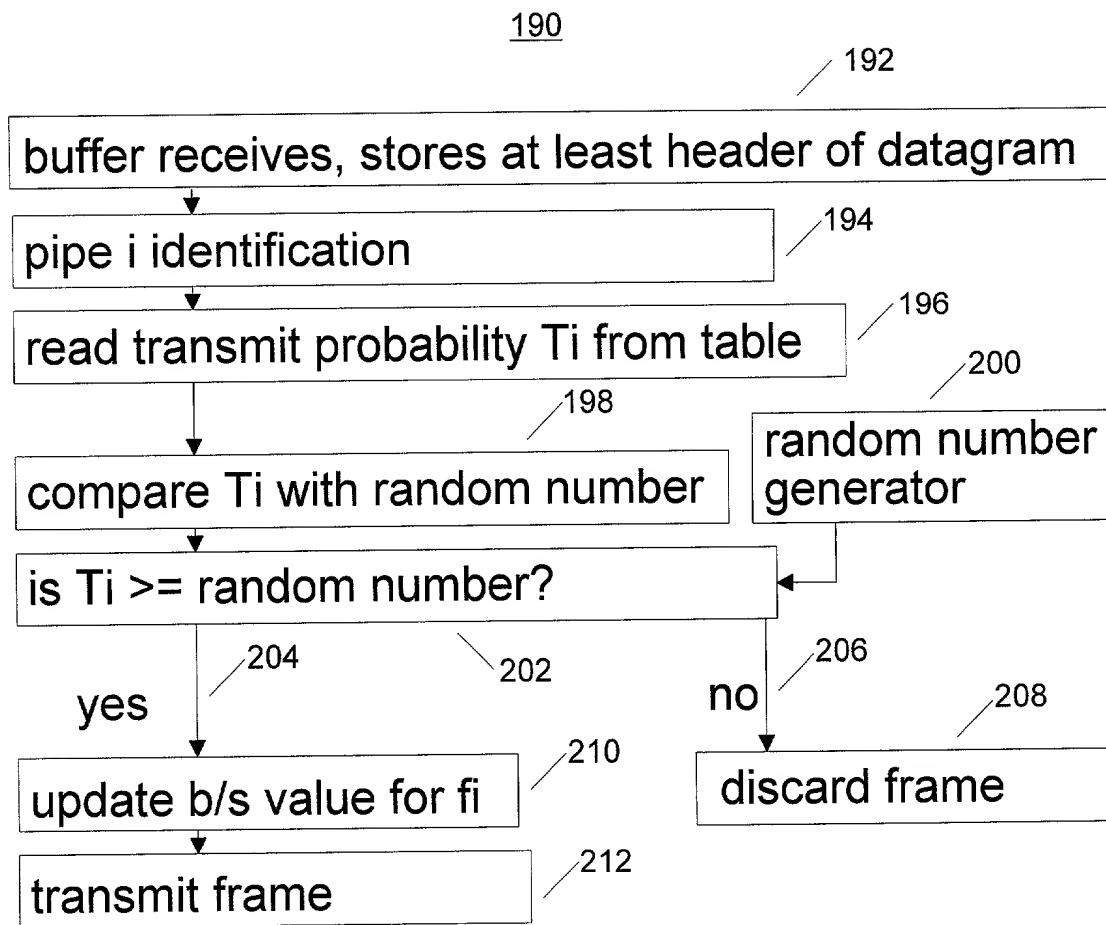 190
192
buffer receives, stores at least header of datagram
194
pipe i identification
196
read transmit probability Ti from table
198
200
random number
generator
compare Ti with random number
is Ti >= random number?
204
202
206
yes
no
208
210
update b/s value for fi
discard frame
212
transmit frame